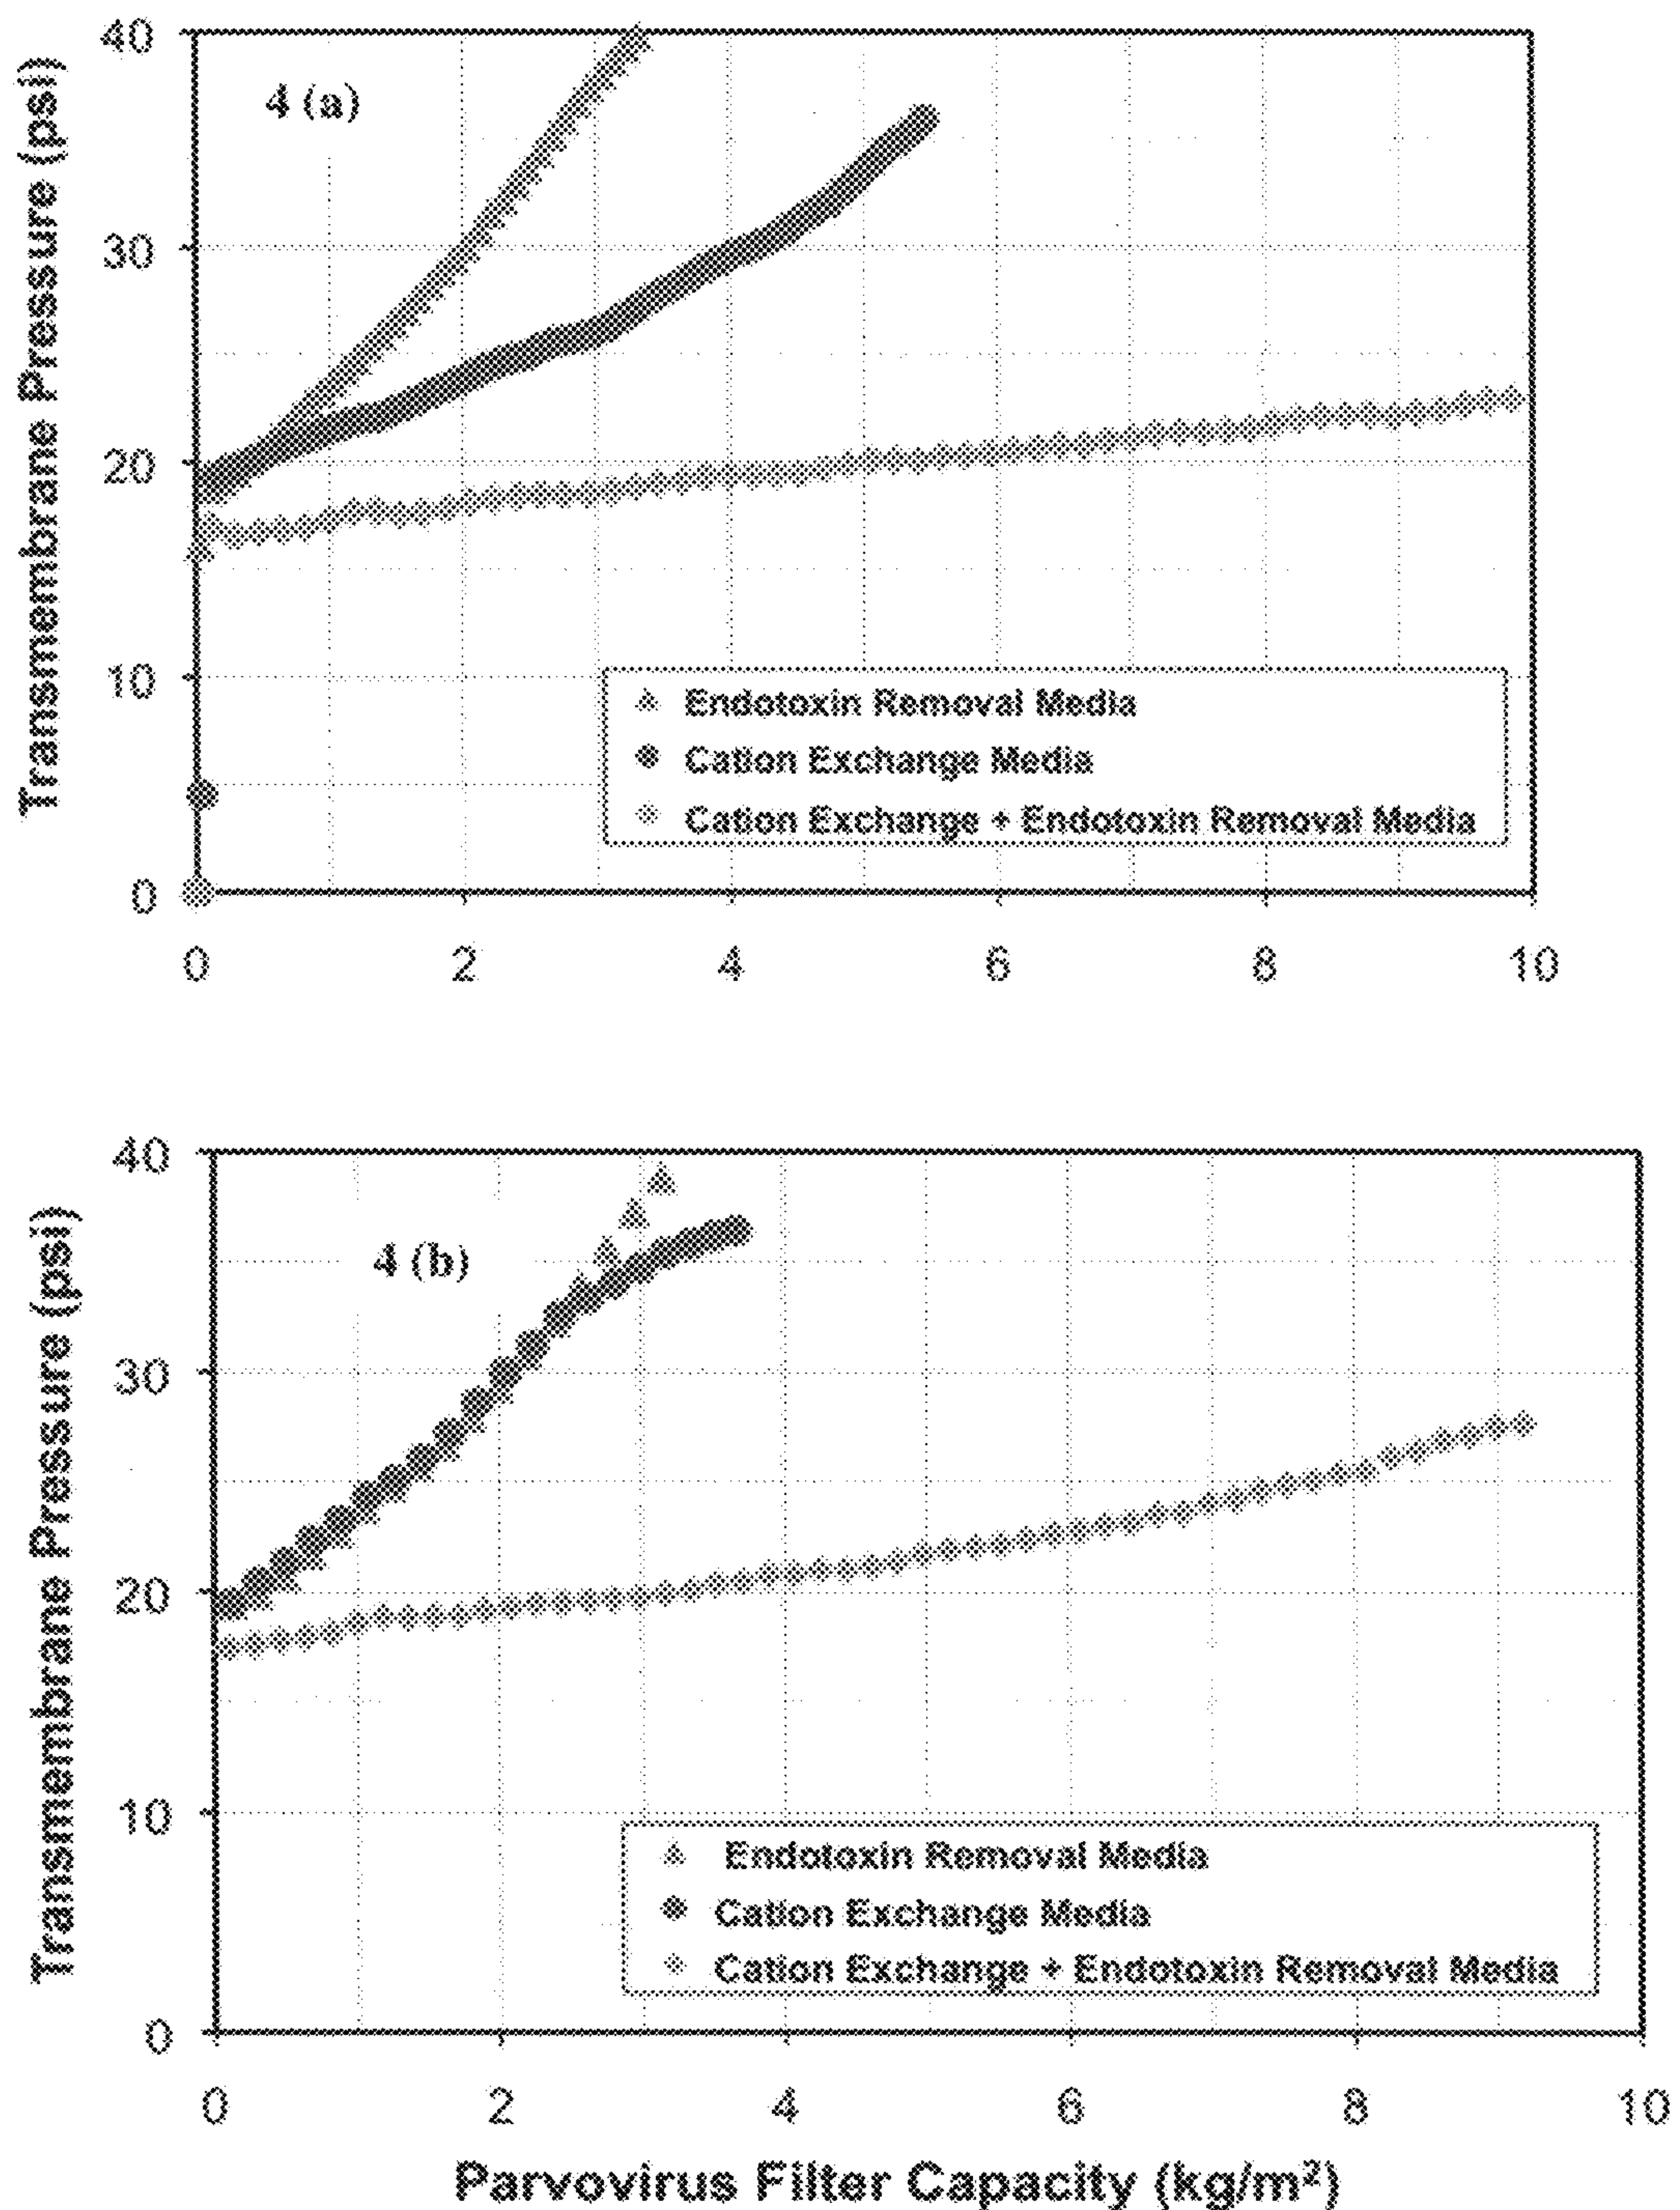 Transmembrane Pressure (psi)
40
30
20
10
0
4 (a)
Endotoxin Removal Media
Cation Exchange Media
Cation Exchange + Endotoxin Removal Media
0 2 4 6 8 10
Transmembrane Pressure (psi)
40
30
20
10
0
4 (b)
Endotoxin Removal Media
Cation Exchange Media
Cation Exchange + Endotoxin Removal Media
0 2 4 6 8 10
Parvovirus Filter Capacity (kg/m²)